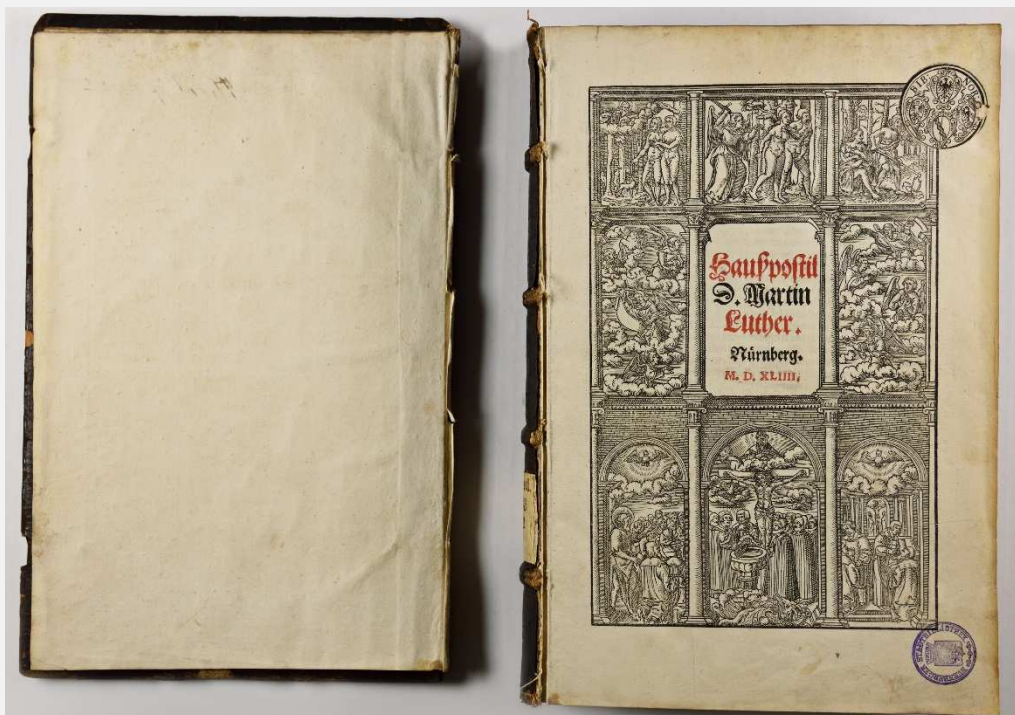 Haußpostil
D. Martin
Luther.
Nürnberg.
M. D. XLIIII.